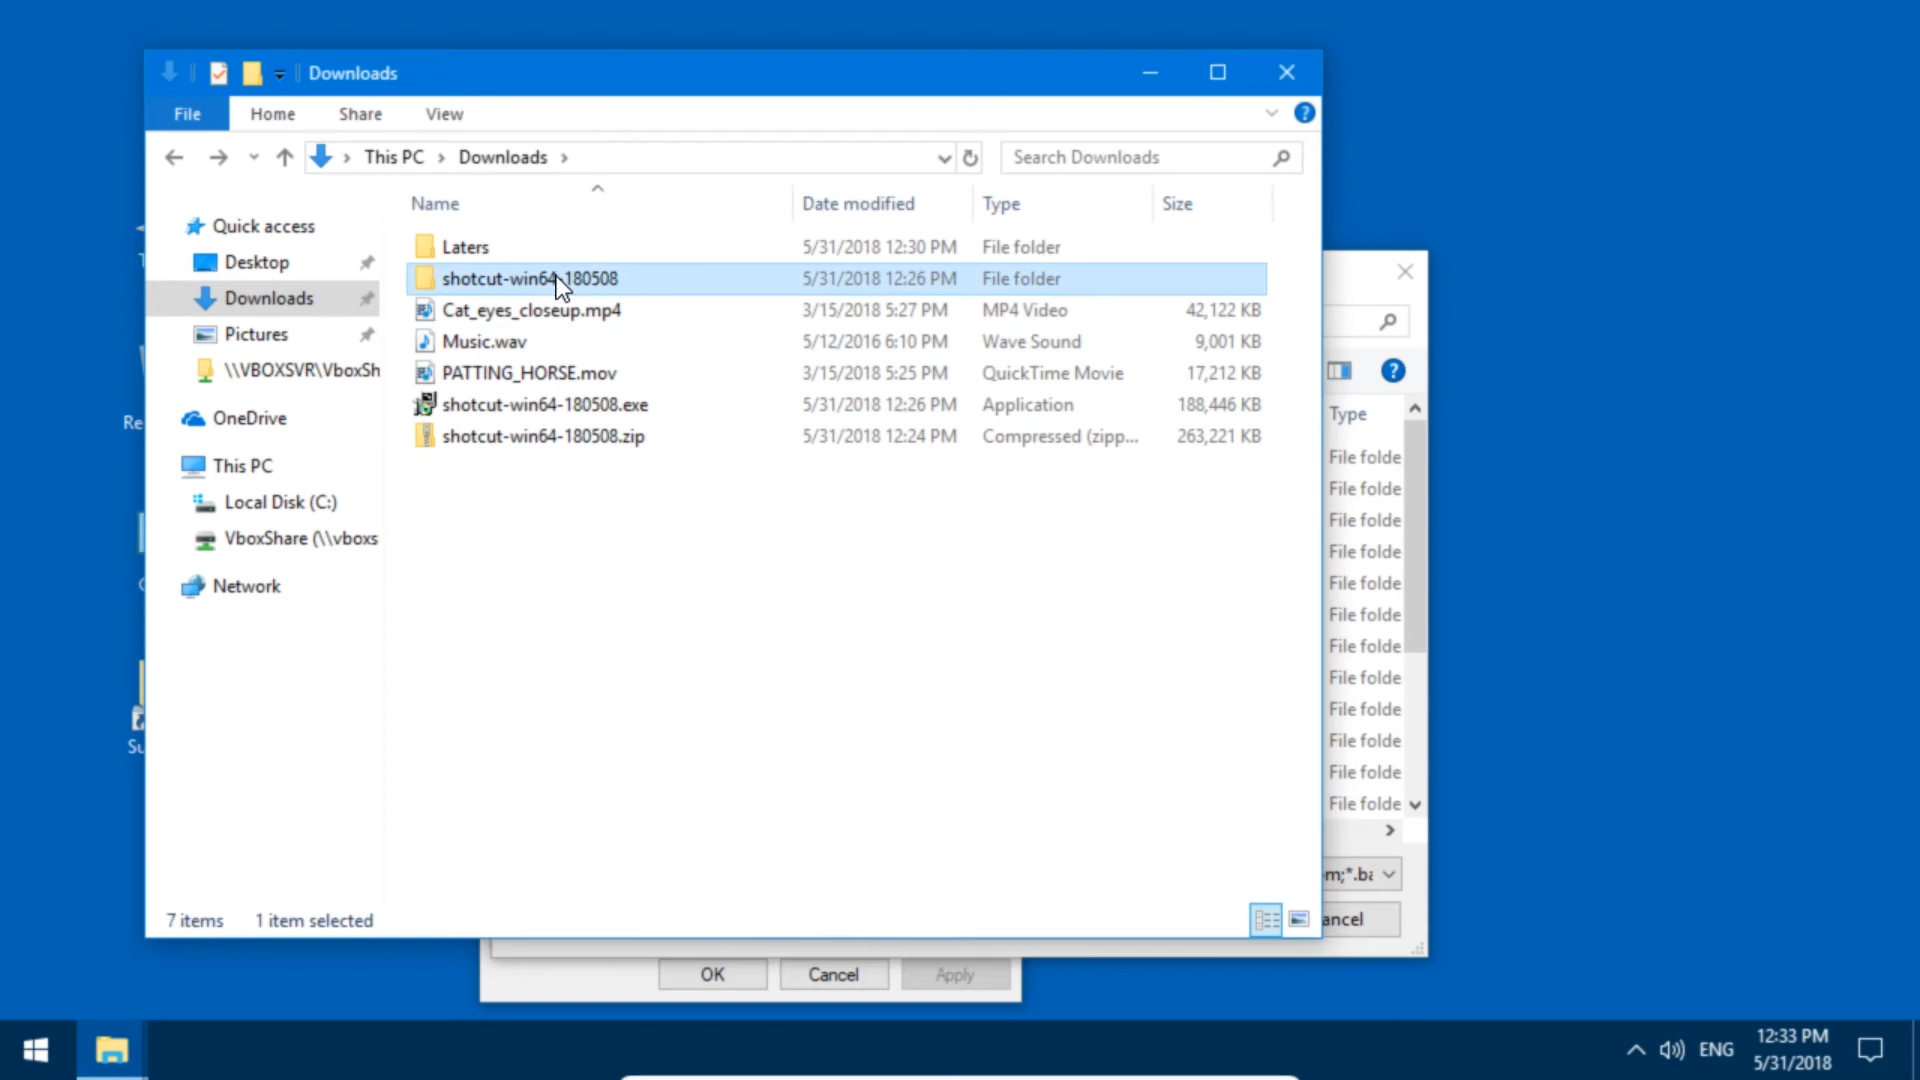 Downloads
File Home Share View
This PC Downloads
Search Downloads
Name Date modified Type Size
Quick access
Desktop
Downloads
Pictures
\\VBOXSVR\VboxSh
OneDrive
This PC
Local Disk (C:)
VboxShare (\\vboxs
Network
Laters 5/31/2018 12:30 PM File folder
shotcut-win64-180508 5/31/2018 12:26 PM File folder
Cat_eyes_closeup.mp4 3/15/2018 5:27 PM MP4 Video 42,122 KB
Music.wav 5/12/2016 6:10 PM Wave Sound 9,001 KB
PATTING_HORSE.mov 3/15/2018 5:25 PM QuickTime Movie 17,212 KB
shotcut-win64-180508.exe 5/31/2018 12:26 PM Application 188,446 KB
shotcut-win64-180508.zip 5/31/2018 12:24 PM Compressed (zipp... 263,221 KB
7 items 1 item selected
Type
File folde
File folde
File folde
File folde
File folde
File folde
File folde
File folde
File folde
File folde
File folde
File folde
m;*.ba
ancel
OK Cancel Apply
Re
Su
ENG
12:33 PM
5/31/2018